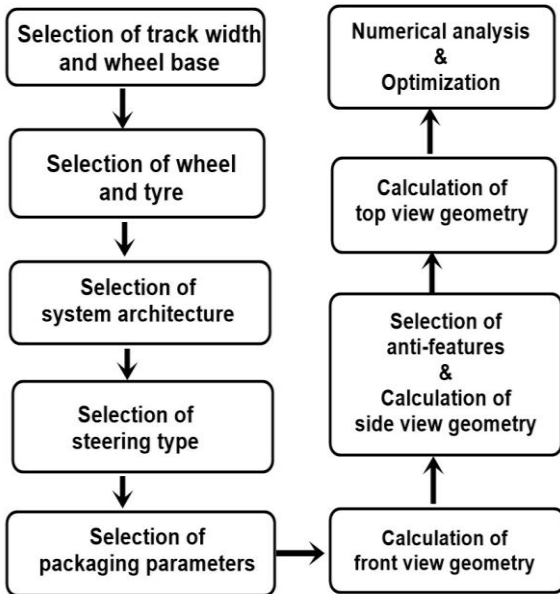 Selection of track width
and wheel base
Selection of wheel
and tyre
Selection of
system architecture
Selection of
steering type
Selection of
packaging parameters
Calculation of
front view geometry
Selection of
anti-features
&
Calculation of
side view geometry
Calculation of
top view geometry
Numerical analysis
&
Optimization